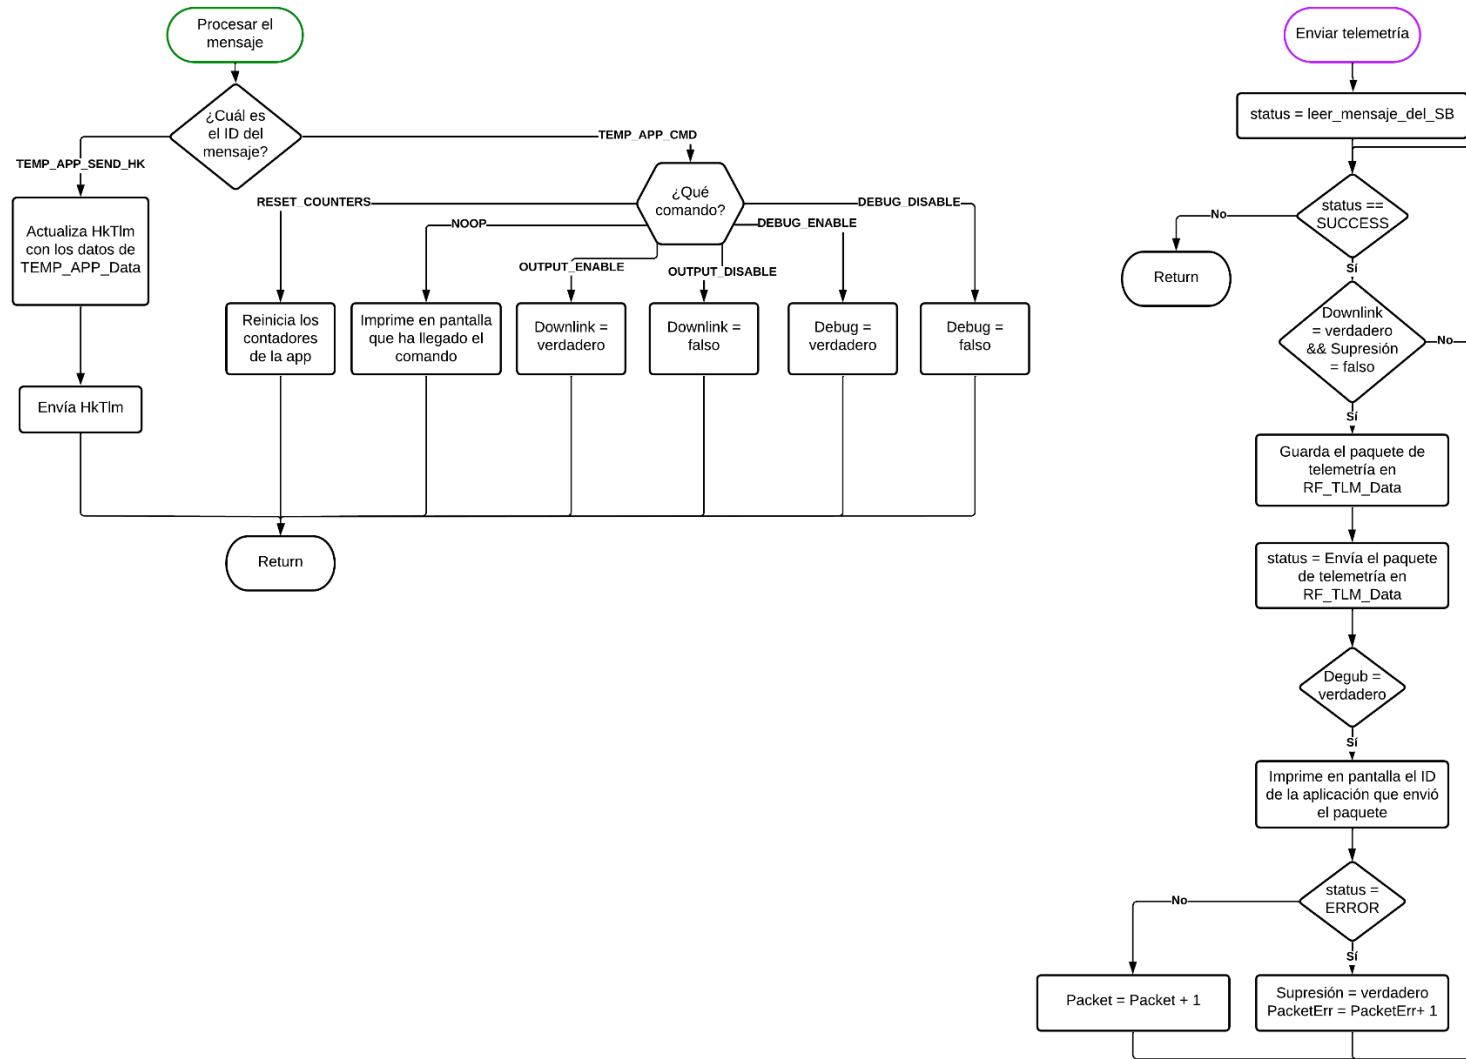 Procesar el
mensaje
¿Cuál es
el ID del
mensaje?
TEMP_APP_SEND_HK
TEMP_APP_CMD
Actualiza HkTlm
con los datos de
TEMP_APP_Data
Envía HkTlm
¿Qué
comando?
RESET_COUNTERS
NOOP
OUTPUT_ENABLE
OUTPUT_DISABLE
DEBUG_ENABLE
DEBUG_DISABLE
Reinicia los
contadores
de la app
Imprime en pantalla
que ha llegado el
comando
Downlink =
verdadero
Downlink =
falso
Debug =
verdadero
Debug =
falso
Return
Enviar telemetría
status = leer_mensaje_del_SB
status ==
SUCCESS
No
Return
Sí
Downlink
= verdadero
&& Supresión
= falso
No
Sí
Guarda el paquete de
telemetría en
RF_TLM_Data
status = Envía el paquete
de telemetría en
RF_TLM_Data
Degub =
verdadero
Sí
Imprime en pantalla el ID
de la aplicación que envió
el paquete
status =
ERROR
No
Sí
Packet = Packet + 1
Supresión = verdadero
PacketErr = PacketErr+ 1